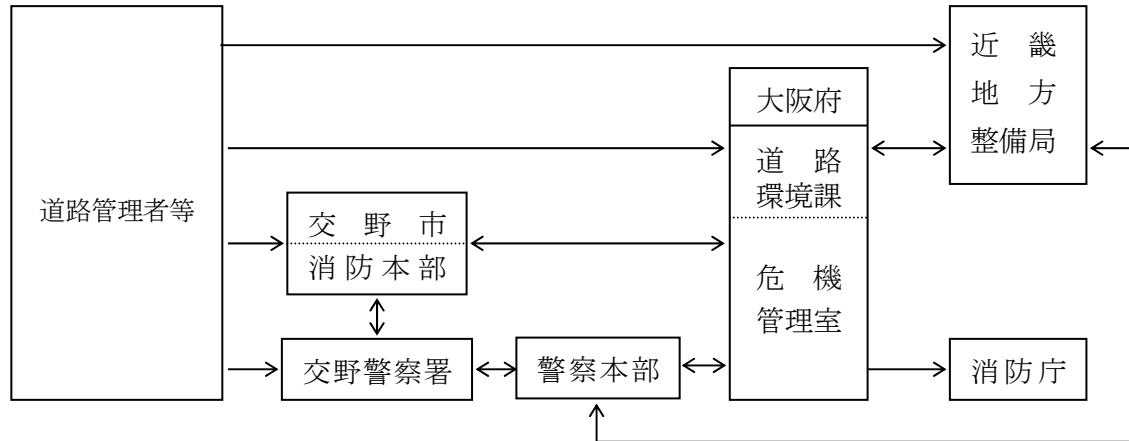 道路管理者等
交野市
消防本部
交野警察署
警察本部
大阪府
道路
環境課
危機
管理室
近畿
地方
整備局
消防庁